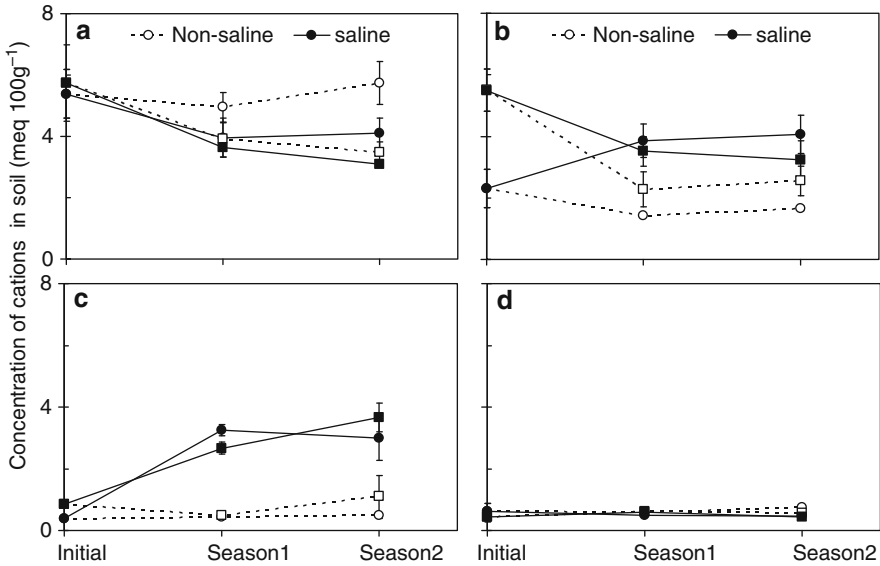 Concentration of cations in soil (meq 100g⁻¹)
8
4
0
a
Non-saline
saline
b
Non-saline
saline
8
4
0
c
d
Initial
Season1
Season2
Initial
Season1
Season2